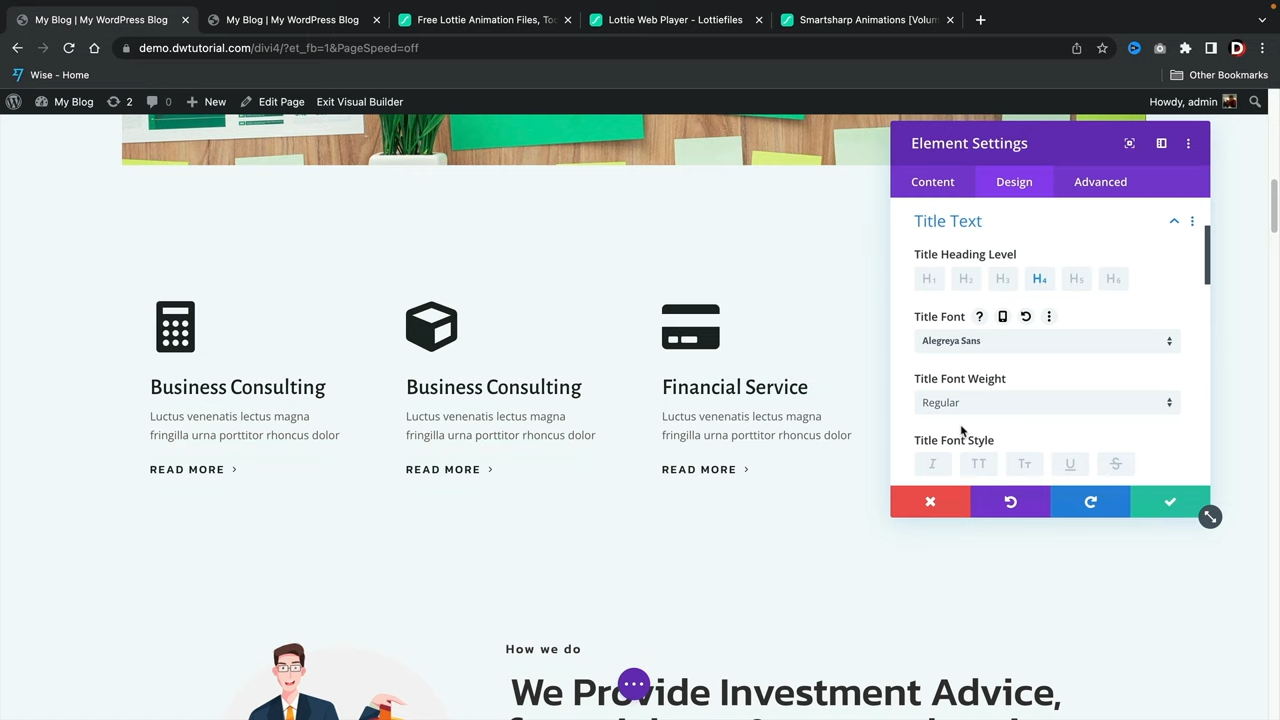 My Blog | My WordPress Blog
My Blog | My WordPress Blog
Free Lottie Animation Files, Too
Lottie Web Player - Lottiefiles
Smartsharp Animations [Volum
demo.dwtutorial.com/divi4/?et_fb=1&PageSpeed=off
D
Wise - Home
Other Bookmarks
My Blog
2
0
New
Edit Page
Exit Visual Builder
Howdy, admin
Element Settings
Content
Design
Advanced
Title Text
Title Heading Level
H1 H2 H3 H4 H5 H6
Title Font ?
Alegreya Sans
Title Font Weight
Regular
Title Font Style
I TT Tт U S
Business Consulting
Luctus venenatis lectus magna
fringilla urna porttitor rhoncus dolor
READ MORE >
Business Consulting
Luctus venenatis lectus magna
fringilla urna porttitor rhoncus dolor
READ MORE >
Financial Service
Luctus venenatis lectus magna
fringilla urna porttitor rhoncus dolor
READ MORE >
How we do
We Provide Investment Advice,